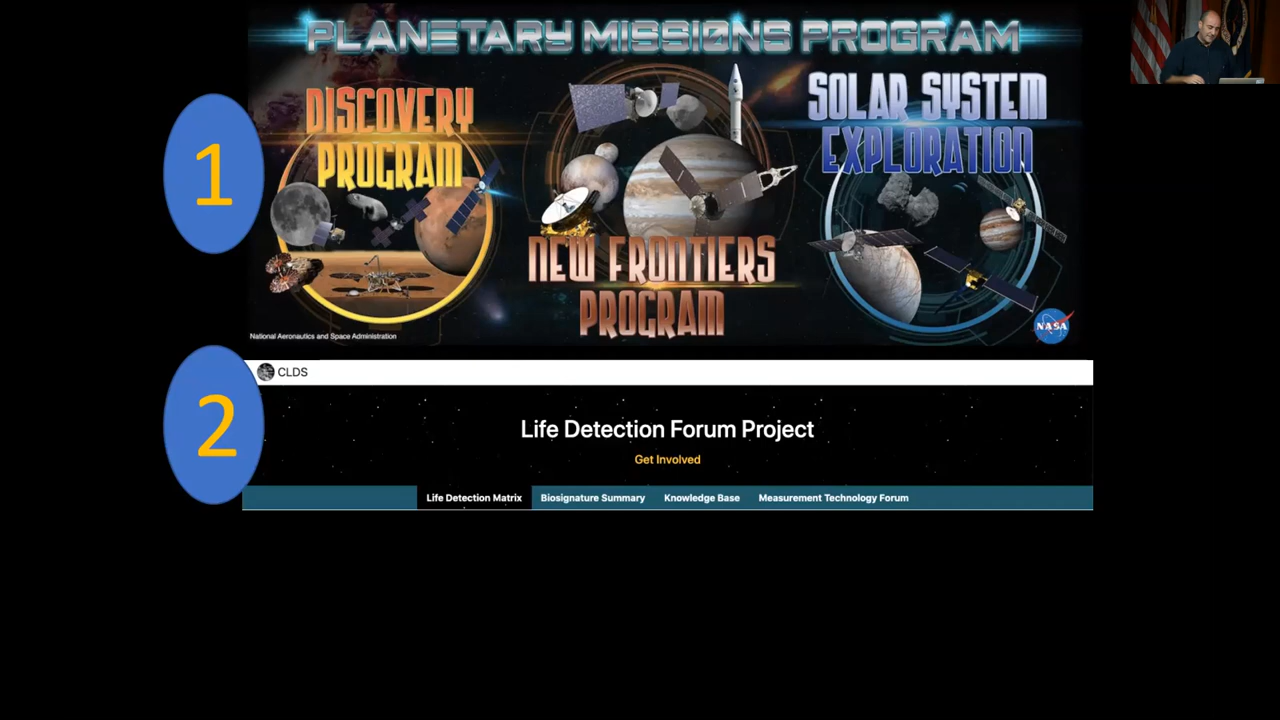 PLANETARY MISSIONS PROGRAM
DISCOVERY
PROGRAM
SOLAR SYSTEM
EXPLORATION
1
NEW FRONTIERS
PROGRAM
National Aeronautics and Space Administration
NASA
CLDS
2
Life Detection Forum Project
Get Involved
Life Detection Matrix Biosignature Summary Knowledge Base Measurement Technology Forum